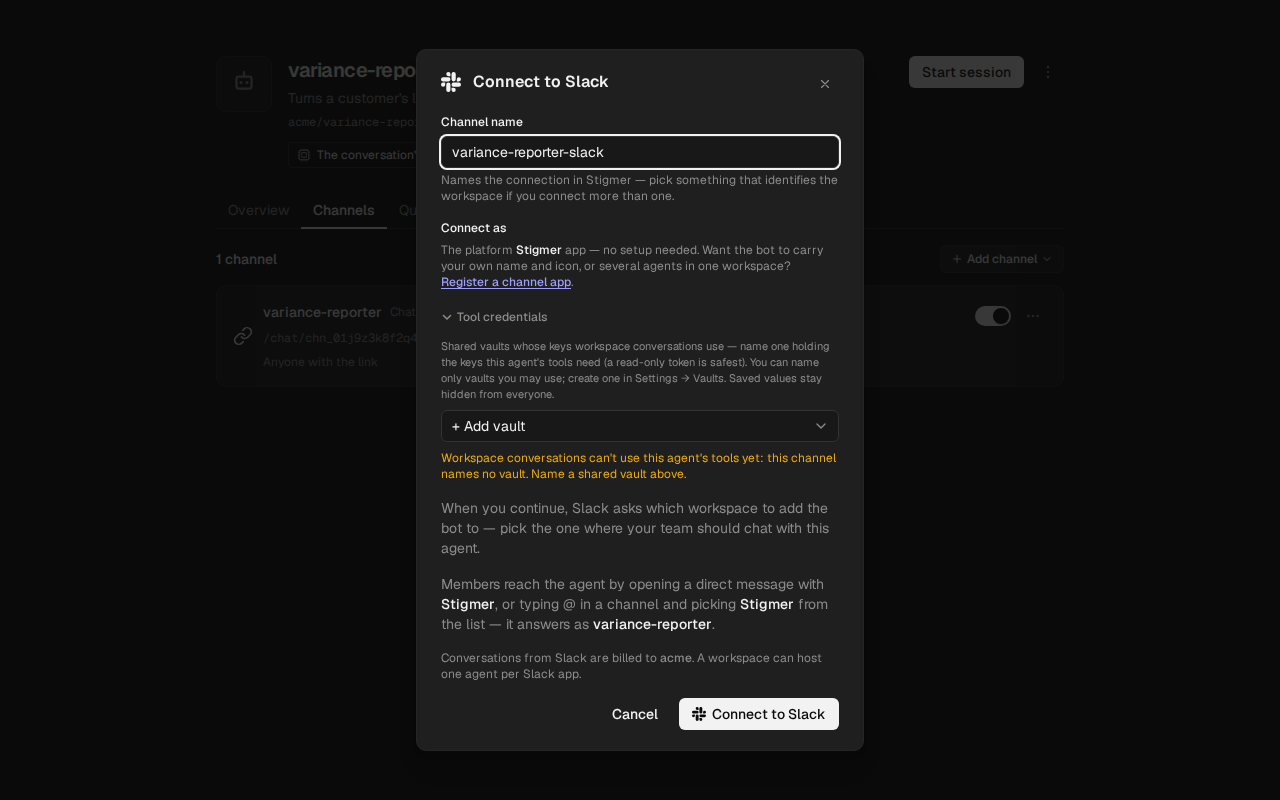 variance-repo
Start session
Turns a customer's l
acme/variance-repo
The conversation'
Overview
Channels
Qu
1 channel
+ Add channel
variance-reporter Chat
/chat/chn_01j9z3k8f2q4
Anyone with the link
Connect to Slack
Channel name
variance-reporter-slack
Names the connection in Stigmer — pick something that identifies the
workspace if you connect more than one.
Connect as
The platform Stigmer app — no setup needed. Want the bot to carry
your own name and icon, or several agents in one workspace?
Register a channel app.
Tool credentials
Shared vaults whose keys workspace conversations use — name one holding
the keys this agent's tools need (a read-only token is safest). You can name
only vaults you may use; create one in Settings → Vaults. Saved values stay
hidden from everyone.
+ Add vault
Workspace conversations can't use this agent's tools yet: this channel
names no vault. Name a shared vault above.
When you continue, Slack asks which workspace to add the
bot to — pick the one where your team should chat with this
agent.
Members reach the agent by opening a direct message with
Stigmer, or typing @ in a channel and picking Stigmer from
the list — it answers as variance-reporter.
Conversations from Slack are billed to acme. A workspace can host
one agent per Slack app.
Cancel
Connect to Slack